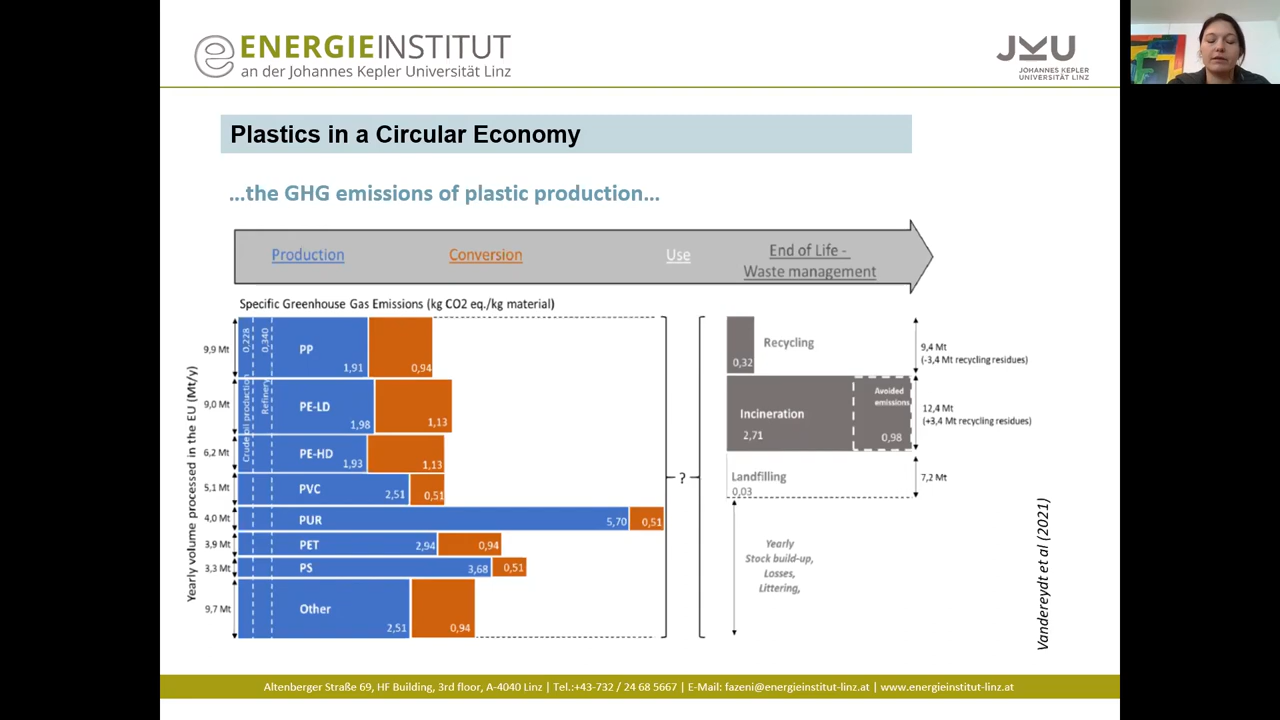 ENERGIEINSTITUT
an der Johannes Kepler Universität Linz
JKU
JOHANNES KEPLER
UNIVERSITÄT LINZ
Plastics in a Circular Economy
...the GHG emissions of plastic production...
Production
Conversion
Use
End of Life -
Waste management
Specific Greenhouse Gas Emissions (kg CO2 eq./kg material)
Yearly volume processed in the EU (Mt/y)
Crude oil production
0,228
Refinery
0,340
9,9 Mt
PP
1,91
0,94
9,0 Mt
PE-LD
1,98
1,13
6,2 Mt
PE-HD
1,93
1,13
5,1 Mt
PVC
2,51
0,51
4,0 Mt
PUR
5,70
0,51
3,9 Mt
PET
2,94
0,94
3,3 Mt
PS
3,68
0,51
9,7 Mt
Other
2,51
0,94
?
0,32
Recycling
9,4 Mt
(-3,4 Mt recycling residues)
Incineration
2,71
Avoided
emissions
0,98
12,4 Mt
(+3,4 Mt recycling residues)
Landfilling
0,03
7,2 Mt
Yearly
Stock build-up,
Losses,
Littering,
Vandereydt et al (2021)
Altenberger Straße 69, HF Building, 3rd floor, A-4040 Linz | Tel.:+43-732 / 24 68 5667 | E-Mail: fazeni@energieinstitut-linz.at | www.energieinstitut-linz.at